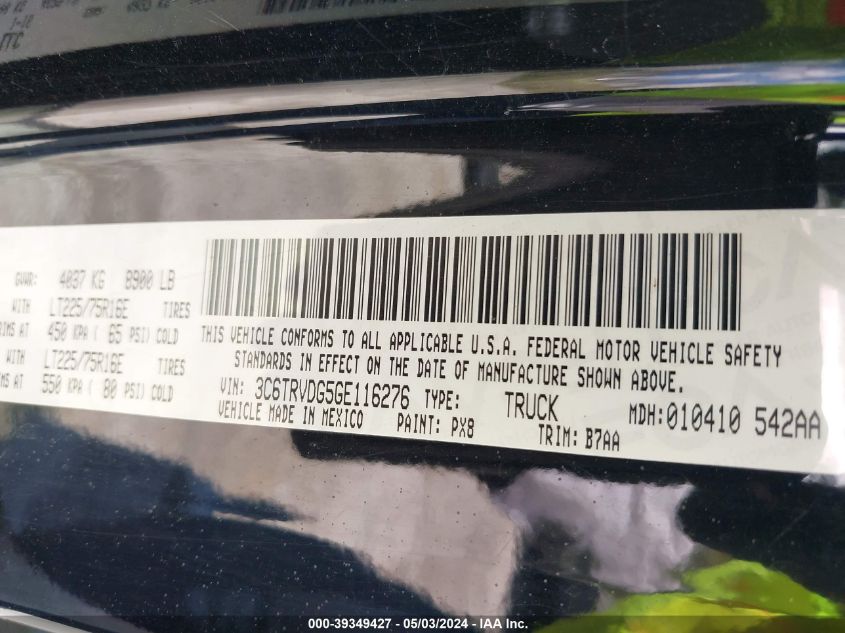 GVWR: 4037 KG 8900 LB
WITH LT225/75R16E TIRES
RIMS AT 450 KPA ( 65 PSI) COLD
WITH LT225/75R16E TIRES
RIMS AT 550 KPA ( 80 PSI) COLD
THIS VEHICLE CONFORMS TO ALL APPLICABLE U.S.A. FEDERAL MOTOR VEHICLE SAFETY
STANDARDS IN EFFECT ON THE DATE OF MANUFACTURE SHOWN ABOVE.
VIN: 3C6TRVDG5GE116276 TYPE: TRUCK MDH:010410 542AA
VEHICLE MADE IN MEXICO PAINT: PX8 TRIM: B7AA
000-39349427 - 05/03/2024 - IAA Inc.